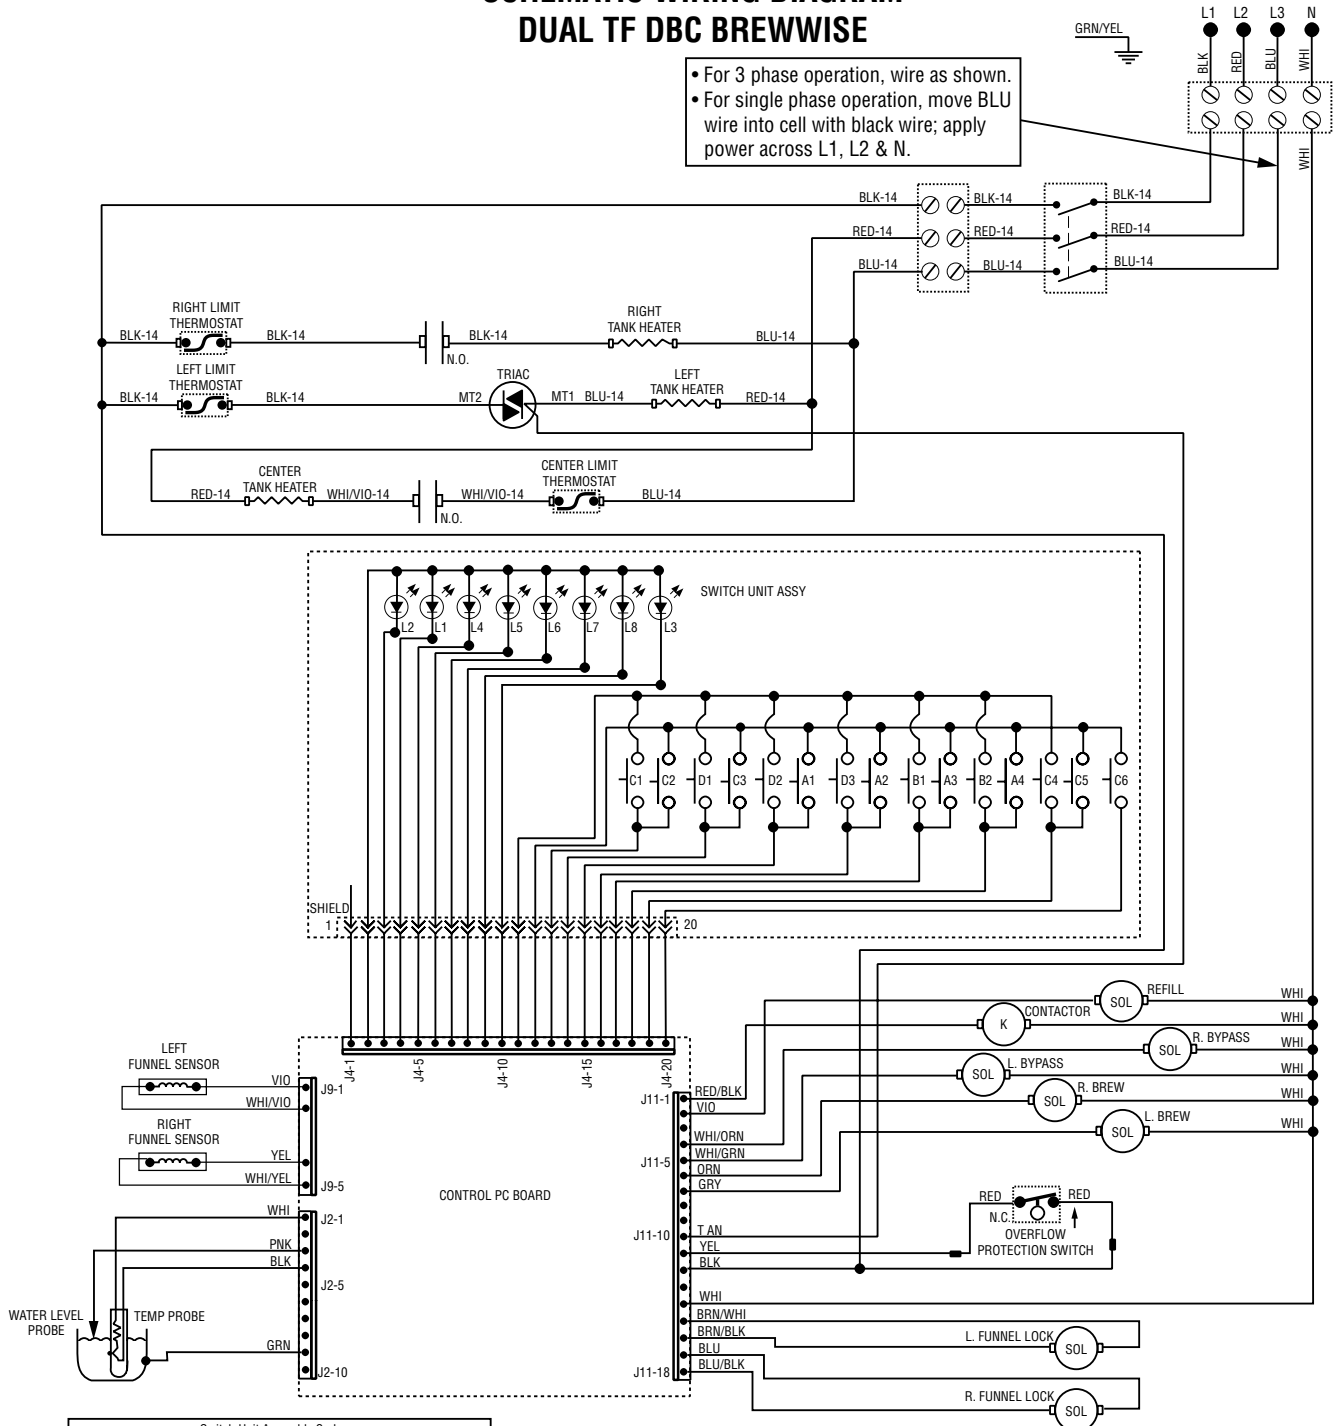 SCHEMATIC WIRING DIAGRAM
DUAL TF DBC BREWWISE
GRN/YEL
L1 L2 L3 N
BLK RED BLU WHI
• For 3 phase operation, wire as shown.
• For single phase operation, move BLU
wire into cell with black wire; apply
power across L1, L2 & N.
WHI
BLK-14 BLK-14 BLK-14
RED-14 RED-14 RED-14
BLU-14 BLU-14 BLU-14
RIGHT LIMIT
THERMOSTAT
RIGHT
TANK HEATER
BLK-14 BLK-14 BLK-14 BLU-14
N.O.
LEFT LIMIT
THERMOSTAT
TRIAC
LEFT
TANK HEATER
BLK-14 BLK-14 MT2 MT1 BLU-14 RED-14
CENTER
TANK HEATER
CENTER LIMIT
THERMOSTAT
RED-14 WHI/VIO-14 WHI/VIO-14 BLU-14
N.O.
SWITCH UNIT ASSY
L2 L1 L4 L5 L6 L7 L8 L3
C1 C2 D1 C3 D2 A1 D3 A2 B1 A3 B2 A4 C4 C5 C6
SHIELD
1 20
J4-1 J4-5 J4-10 J4-15 J4-20
LEFT
FUNNEL SENSOR
VIO J9-1
WHI/VIO
RIGHT
FUNNEL SENSOR
YEL
WHI/YEL J9-5
WHI J2-1
PNK
BLK
J2-5
WATER LEVEL
PROBE
TEMP PROBE
GRN
J2-10
CONTROL PC BOARD
J11-1 RED/BLK
VIO
WHI/ORN
J11-5 WHI/GRN
ORN
GRY
J11-10 T AN
YEL
BLK
WHI
BRN/WHI
BRN/BLK
BLU
J11-18 BLU/BLK
SOL REFILL WHI
K CONTACTOR WHI
SOL R. BYPASS WHI
SOL L. BYPASS WHI
SOL R. BREW WHI
SOL L. BREW WHI
RED RED
N.C.
OVERFLOW
PROTECTION SWITCH
L. FUNNEL LOCK SOL
R. FUNNEL LOCK SOL